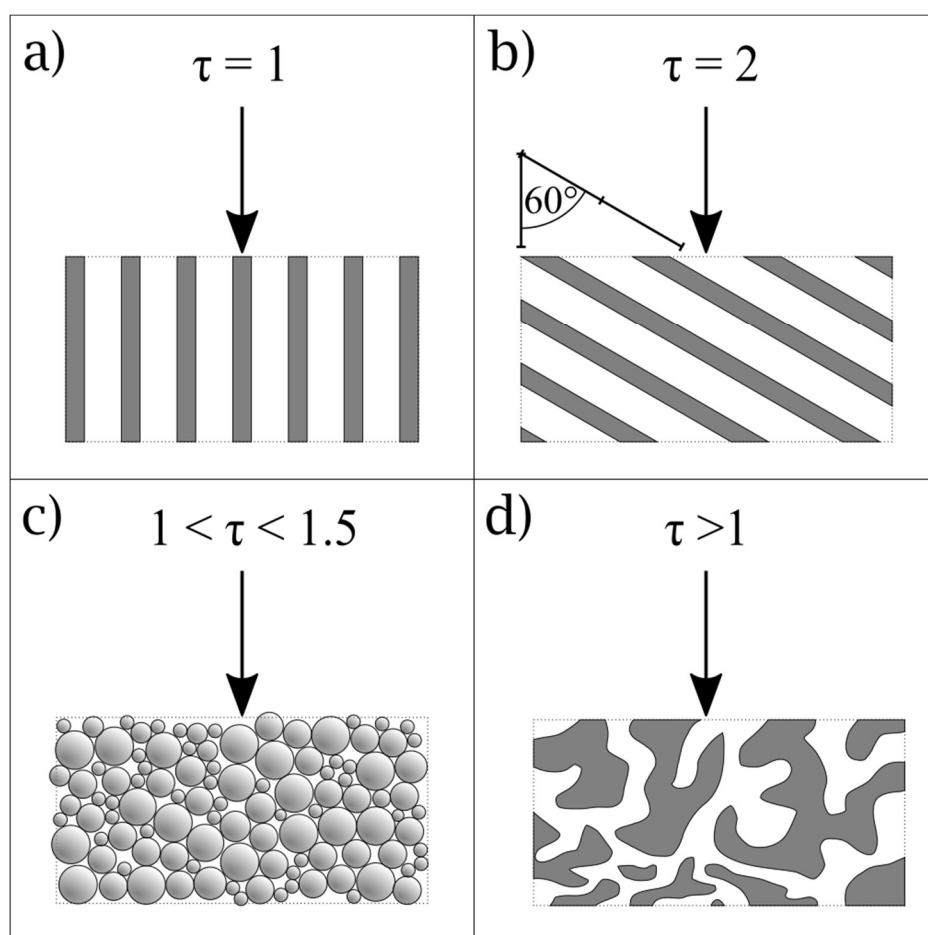 a)
τ = 1
b)
τ = 2
60°
c)
1 < τ < 1.5
d)
τ >1